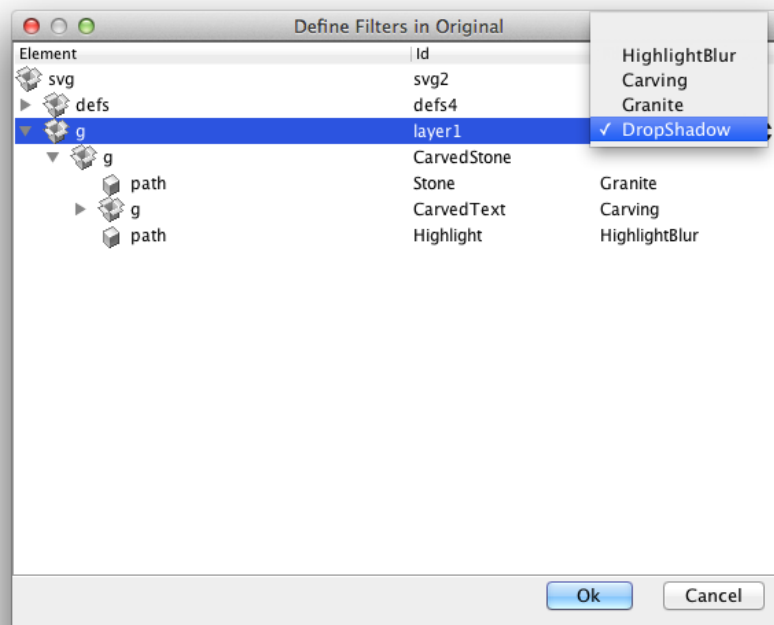 Define Filters in Original
Element Id
HighlightBlur
Carving
Granite
✓ DropShadow
svg svg2
defs defs4
g layer1
g CarvedStone
path Stone Granite
g CarvedText Carving
path Highlight HighlightBlur
Ok Cancel